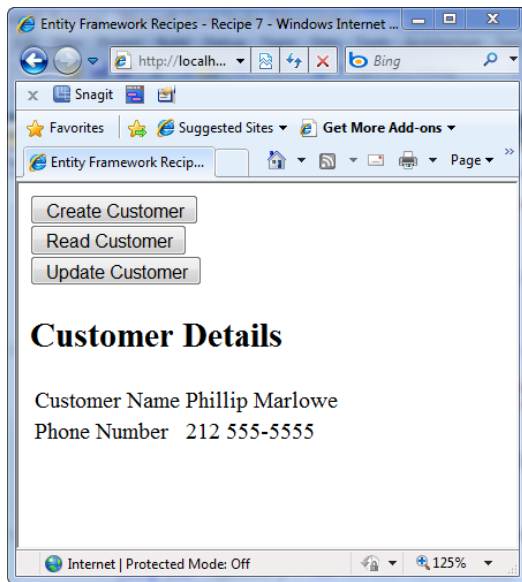 Entity Framework Recipes - Recipe 7 - Windows Internet ...
http://localh...
Bing
x Snagit
Favorites Suggested Sites Get More Add-ons
Entity Framework Recip... Page »
Create Customer
Read Customer
Update Customer
Customer Details
Customer Name Phillip Marlowe
Phone Number 212 555-5555
Internet | Protected Mode: Off 125%